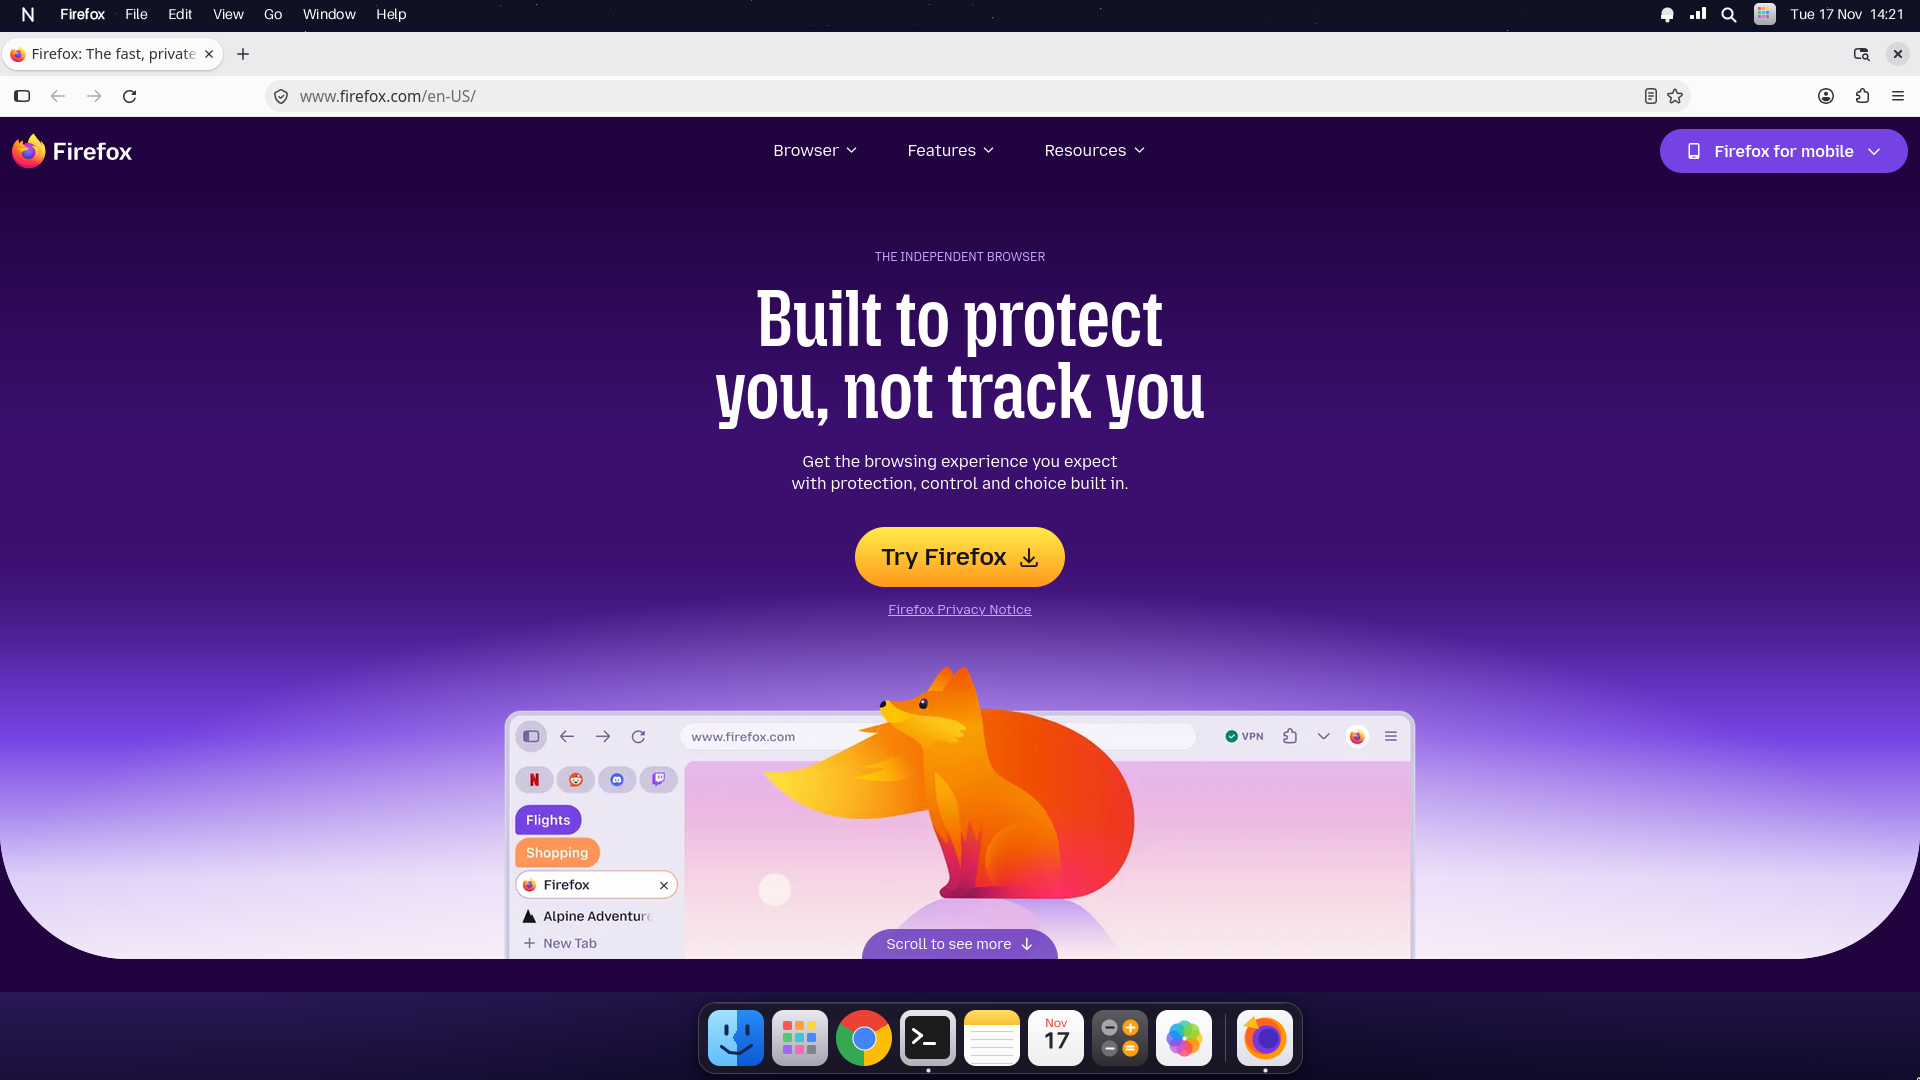 Firefox File Edit View Go Window Help Tue 17 Nov 14:21
Firefox: The fast, private
www.firefox.com/en-US/
Firefox Browser Features Resources Firefox for mobile
THE INDEPENDENT BROWSER
Built to protect
you, not track you
Get the browsing experience you expect
with protection, control and choice built in.
Try Firefox
Firefox Privacy Notice
www.firefox.com VPN
Flights
Shopping
Firefox
Alpine Adventure
New Tab
Scroll to see more
Nov
17